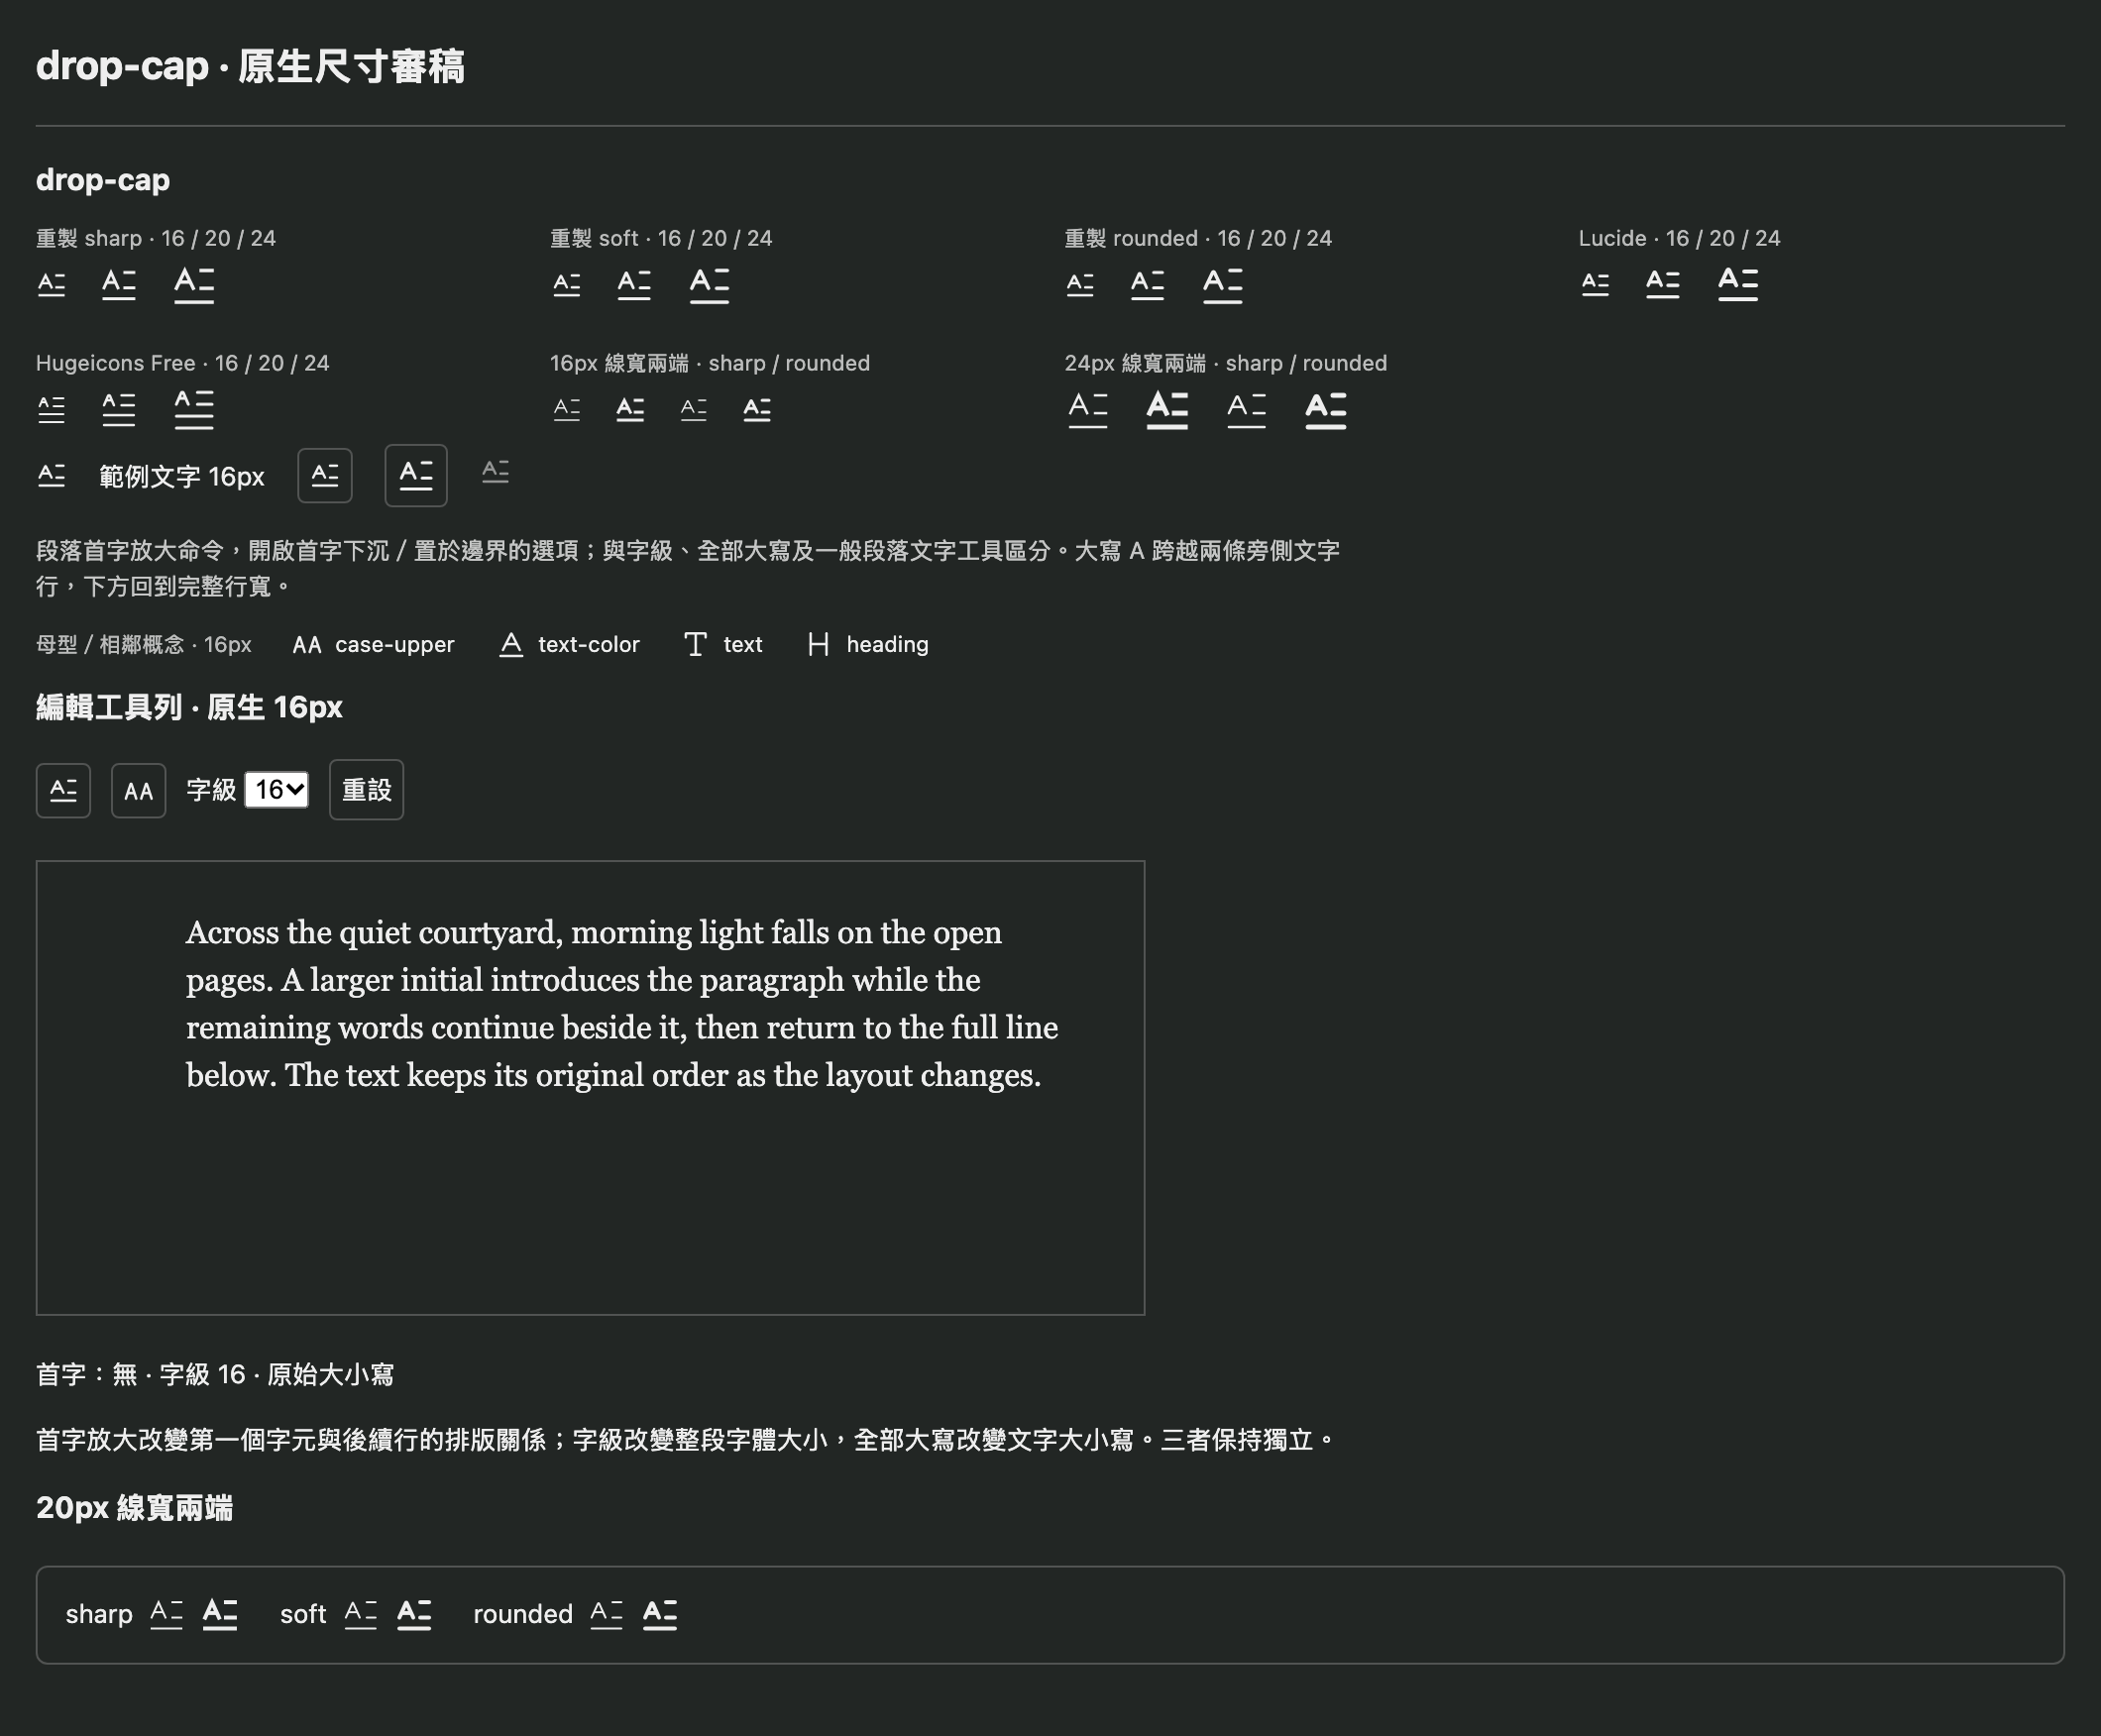 drop-cap · 原生尺寸審稿
drop-cap
重製 sharp · 16 / 20 / 24
重製 soft · 16 / 20 / 24
重製 rounded · 16 / 20 / 24
Lucide · 16 / 20 / 24
Hugeicons Free · 16 / 20 / 24
16px 線寬兩端 · sharp / rounded
24px 線寬兩端 · sharp / rounded
範例文字 16px
段落首字放大命令，開啟首字下沉 / 置於邊界的選項；與字級、全部大寫及一般段落文字工具區分。大寫 A 跨越兩條旁側文字
行，下方回到完整行寬。
母型 / 相鄰概念 · 16px AA case-upper A text-color T text H heading
編輯工具列 · 原生 16px
AA 字級 16 重設
Across the quiet courtyard, morning light falls on the open
pages. A larger initial introduces the paragraph while the
remaining words continue beside it, then return to the full line
below. The text keeps its original order as the layout changes.
首字：無 · 字級 16 · 原始大小寫
首字放大改變第一個字元與後續行的排版關係；字級改變整段字體大小，全部大寫改變文字大小寫。三者保持獨立。
20px 線寬兩端
sharp soft rounded